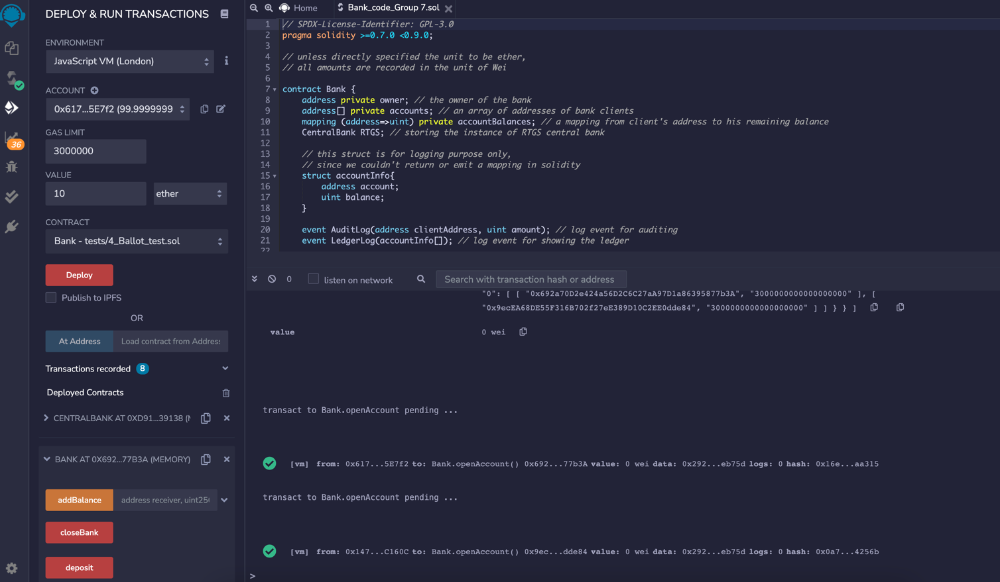 DEPLOY & RUN TRANSACTIONS
ENVIRONMENT
JavaScript VM (London)
i
ACCOUNT
0x617...5E7f2 (99.9999999
GAS LIMIT
3000000
36
VALUE
10
ether
CONTRACT
Bank - tests/4_Ballot_test.sol
Deploy
Publish to IPFS
OR
At Address
Load contract from Address
Transactions recorded 8
Deployed Contracts
CENTRALBANK AT 0XD91...39138 (M
BANK AT 0X692...77B3A (MEMORY)
addBalance
address receiver, uint256
closeBank
deposit
Home
Bank_code_Group 7.sol
1 // SPDX-License-Identifier: GPL-3.0
2 pragma solidity >=0.7.0 <0.9.0;
3
4 // unless directly specified the unit to be ether,
5 // all amounts are recorded in the unit of Wei
6
7 contract Bank {
8 address private owner; // the owner of the bank
9 address[] private accounts; // an array of addresses of bank clients
10 mapping (address=>uint) private accountBalances; // a mapping from client's address to his remaining balance
11 CentralBank RTGS; // storing the instance of RTGS central bank
12
13 // this struct is for logging purpose only,
14 // since we couldn't return or emit a mapping in solidity
15 struct accountInfo{
16 address account;
17 uint balance;
18 }
19
20 event AuditLog(address clientAddress, uint amount); // log event for auditing
21 event LedgerLog(accountInfo[]); // log event for showing the ledger
22
0
listen on network
Search with transaction hash or address
"0": [ [ "0x692a70D2e424a56D2C6C27aA97D1a86395877b3A", "3000000000000000000" ], [
"0x9ecEA68DE55F316B702f27eE389D10C2EE0dde84", "3000000000000000000" ] ] } } ]
value
0 wei
transact to Bank.openAccount pending ...
[vm] from: 0x617...5E7f2 to: Bank.openAccount() 0x692...77B3A value: 0 wei data: 0x292...eb75d logs: 0 hash: 0x16e...aa315
transact to Bank.openAccount pending ...
[vm] from: 0x147...C160C to: Bank.openAccount() 0x9ec...dde84 value: 0 wei data: 0x292...eb75d logs: 0 hash: 0x0a7...4256b
>